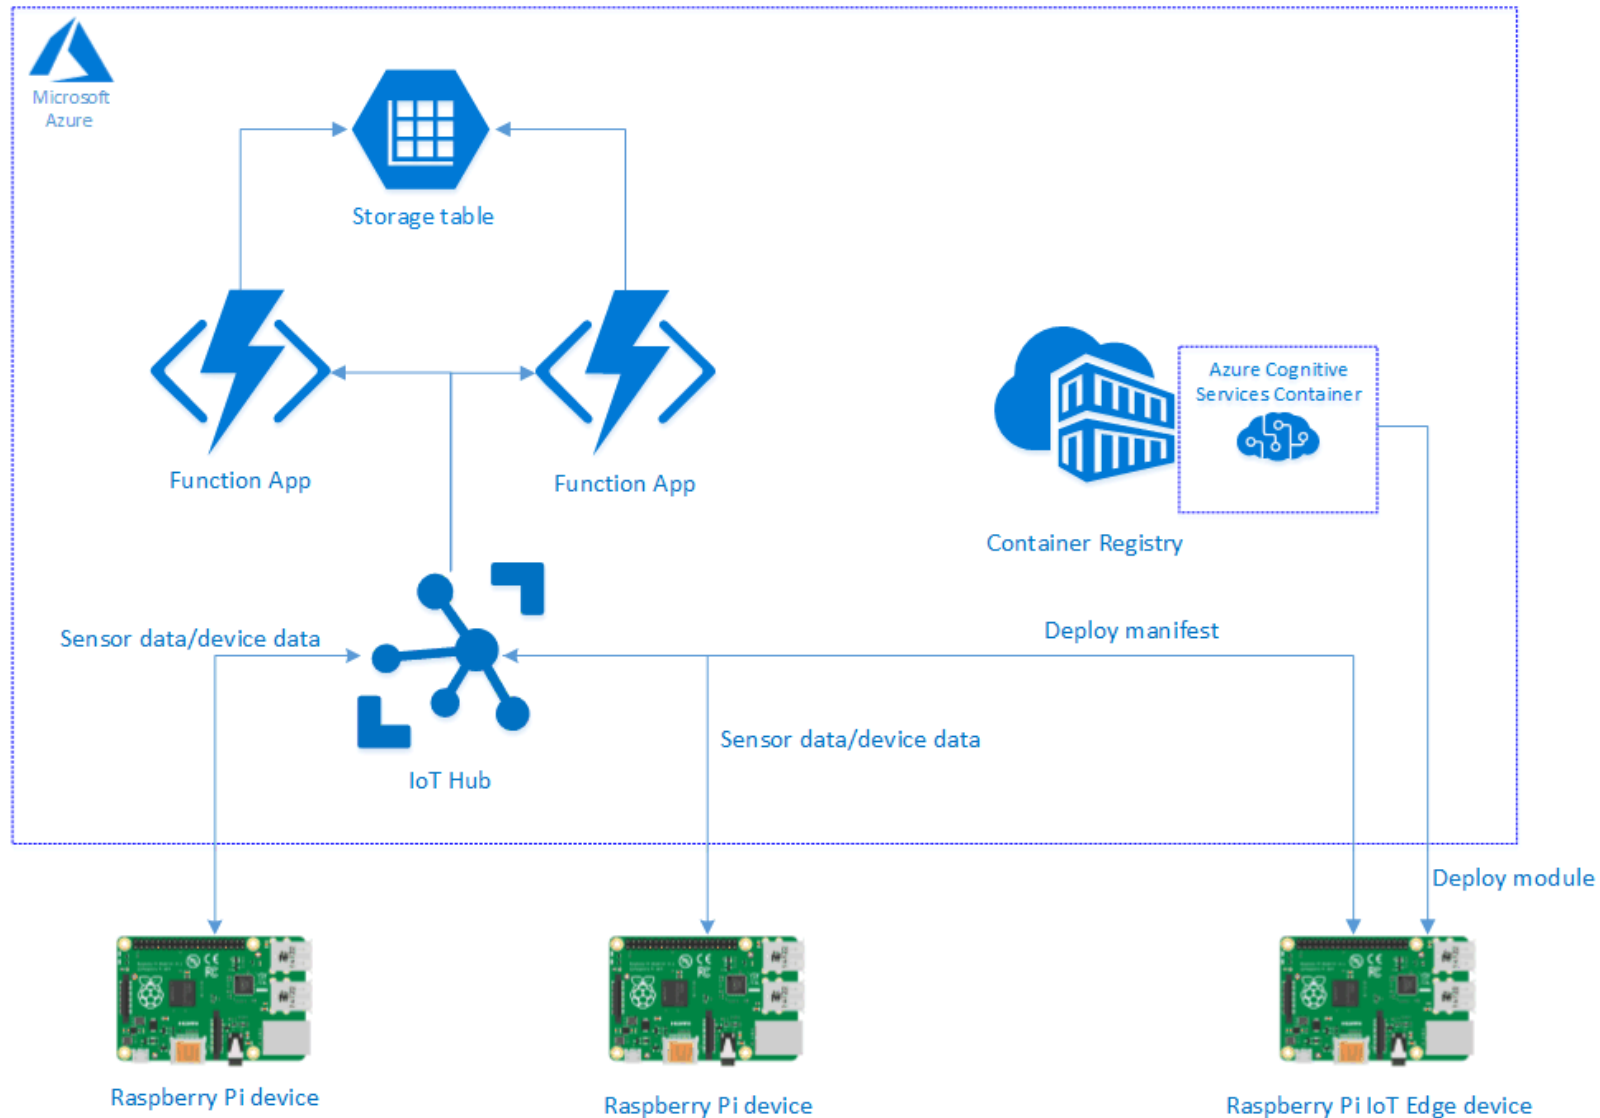 Microsoft
Azure
Storage table
Azure Cognitive
Services Container
Function App
Function App
Container Registry
Sensor data/device data
Deploy manifest
Sensor data/device data
IoT Hub
Deploy module
Raspberry Pi device
Raspberry Pi device
Raspberry Pi IoT Edge device